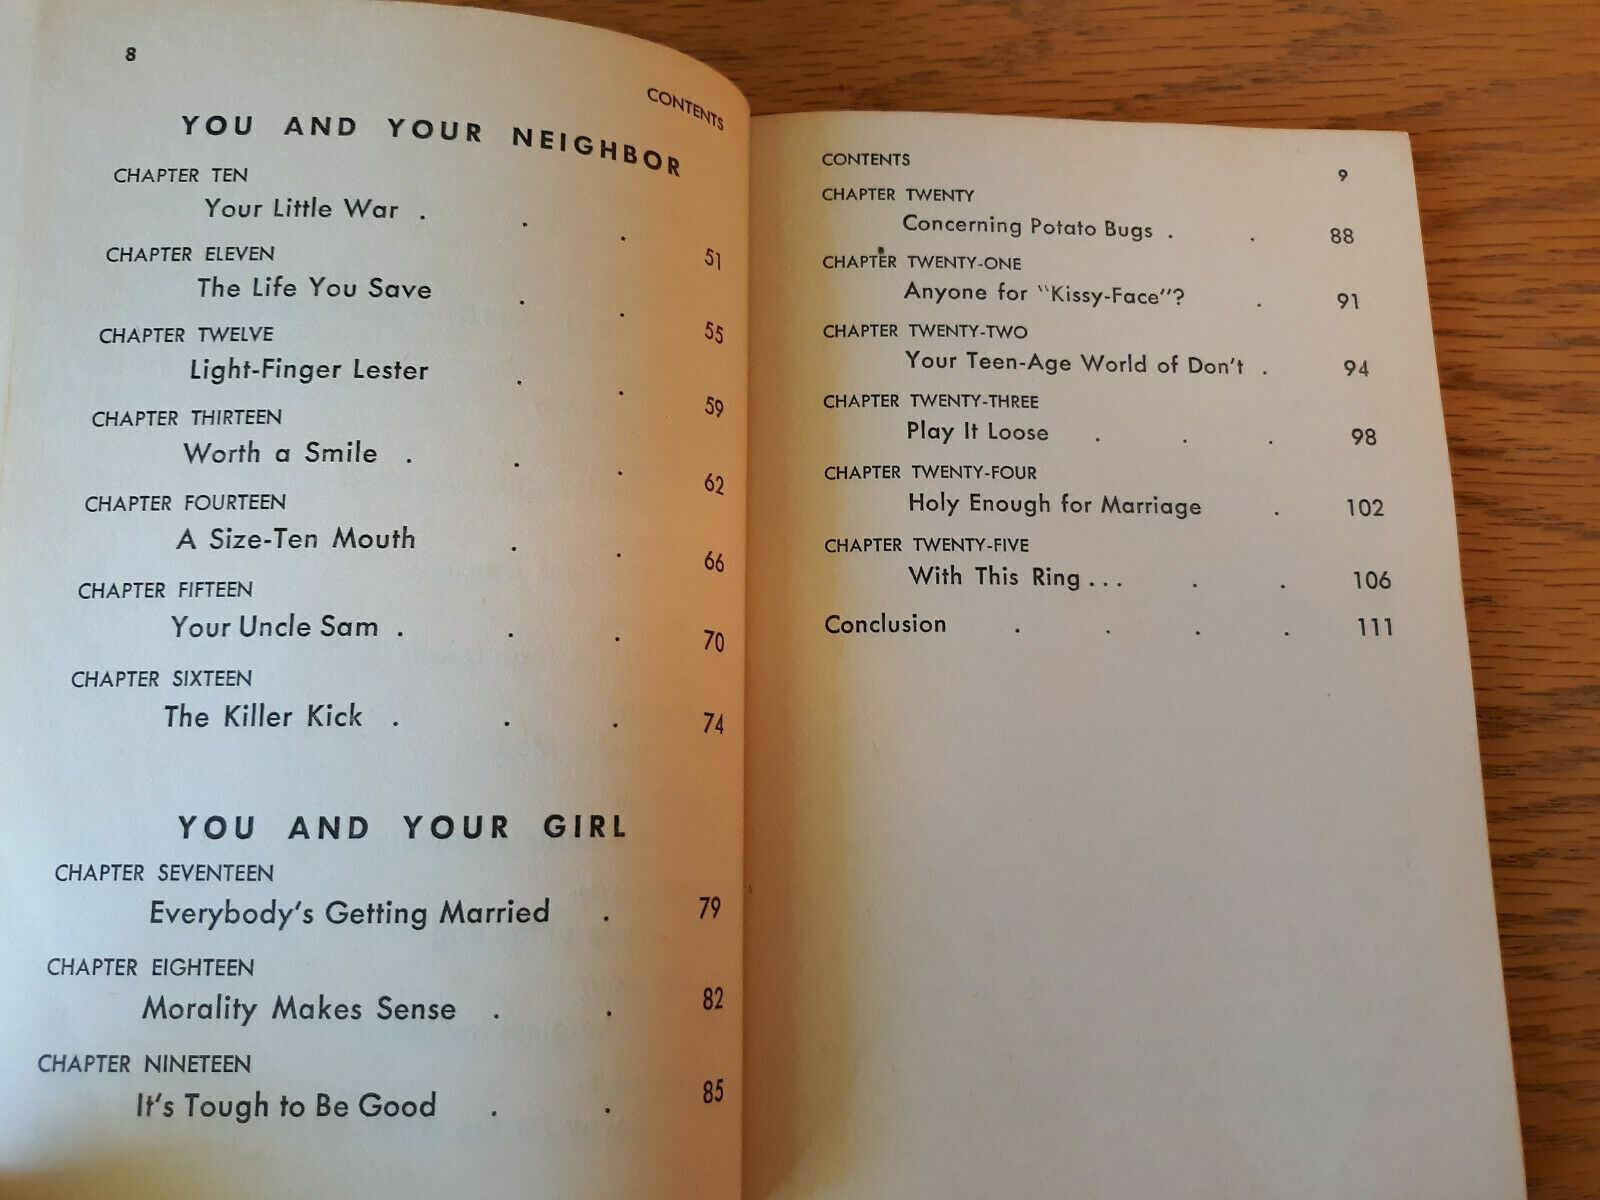 8
CONTENTS
YOU AND YOUR NEIGHBOR
CHAPTER TEN
Your Little War . . . 51
CHAPTER ELEVEN
The Life You Save . . 55
CHAPTER TWELVE
Light-Finger Lester . . 59
CHAPTER THIRTEEN
Worth a Smile . . . 62
CHAPTER FOURTEEN
A Size-Ten Mouth . . 66
CHAPTER FIFTEEN
Your Uncle Sam . . . 70
CHAPTER SIXTEEN
The Killer Kick . . . 74
YOU AND YOUR GIRL
CHAPTER SEVENTEEN
Everybody's Getting Married . 79
CHAPTER EIGHTEEN
Morality Makes Sense . . 82
CHAPTER NINETEEN
It's Tough to Be Good . . 85
CONTENTS 9
CHAPTER TWENTY
Concerning Potato Bugs . . 88
CHAPTER TWENTY-ONE
Anyone for "Kissy-Face"? . 91
CHAPTER TWENTY-TWO
Your Teen-Age World of Don't . 94
CHAPTER TWENTY-THREE
Play It Loose . . . 98
CHAPTER TWENTY-FOUR
Holy Enough for Marriage . 102
CHAPTER TWENTY-FIVE
With This Ring . . . . . 106
Conclusion . . . . 111